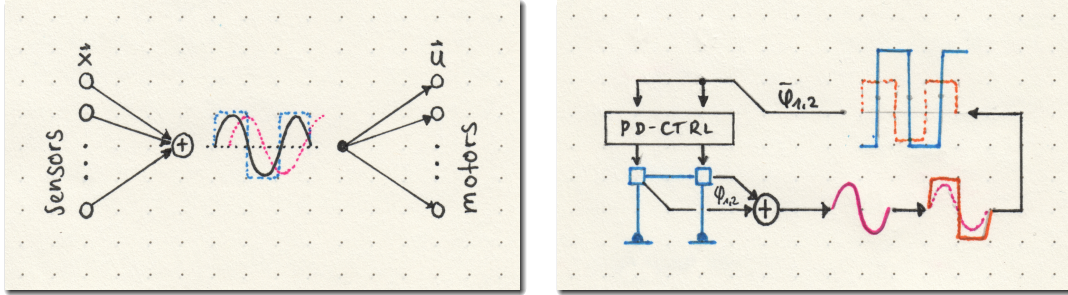 x⃗
Sensors
+
u⃗
motors
φ̄1,2
PD-CTRL
φ1,2
+